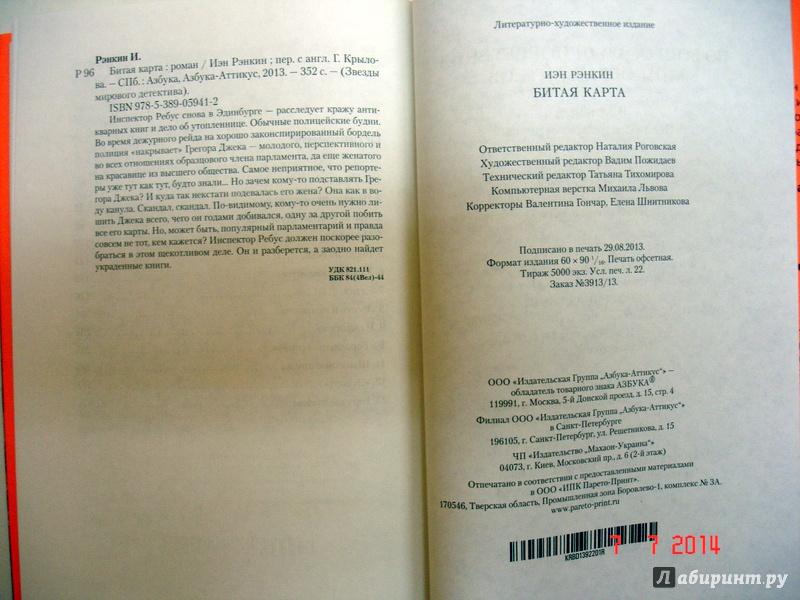 Рэнкин И.
Р 96 Битая карта : роман / Иэн Рэнкин ; пер. с англ. Г. Крыло-
ва. — СПб. : Азбука, Азбука-Аттикус, 2013. — 352 с. — (Звезды
мирового детектива).
ISBN 978-5-389-05941-2
Инспектор Ребус снова в Эдинбурге — расследует кражу анти-
кварных книг и дело об утопленнице. Обычные полицейские будни.
Во время дежурного рейда на хорошо законспирированный бордель
полиция «накрывает» Грегора Джека — молодого, перспективного и
во всех отношениях образцового члена парламента, да еще женатого
на красавице из высшего общества. Самое неприятное, что репорте-
ры уже тут как тут, будто знали... Но зачем кому-то подставлять Гре-
гора Джека? И куда так некстати подевалась его жена? Она как в во-
ду канула. Скандал, скандал. По-видимому, кому-то очень нужно ли-
шить Джека всего, чего он годами добивался, одну за другой побить
все его карты. Но, может быть, популярный парламентарий и правда
совсем не тот, кем кажется? Инспектор Ребус должен поскорее разо-
браться в этом щекотливом деле. Он и разберется, а заодно найдет
украденные книги.
УДК 821.111
ББК 84(4Вел)-44
Литературно-художественное издание
ИЭН РЭНКИН
БИТАЯ КАРТА
Ответственный редактор Наталия Роговская
Художественный редактор Вадим Пожидаев
Технический редактор Татьяна Тихомирова
Компьютерная верстка Михаила Львова
Корректоры Валентина Гончар, Елена Шнитникова
Подписано в печать 29.08.2013.
Формат издания 60 × 90 1/16. Печать офсетная.
Тираж 5000 экз. Усл. печ. л. 22.
Заказ №3913/13.
ООО «Издательская Группа „Азбука-Аттикус"» —
обладатель товарного знака АЗБУКА®
119991, г. Москва, 5-й Донской проезд, д. 15, стр. 4
Филиал ООО «Издательская Группа „Азбука-Аттикус"»
в Санкт-Петербурге
196105, г. Санкт-Петербург, ул. Решетникова, д. 15
ЧП «Издательство „Махаон-Украина"»
04073, г. Киев, Московский пр., д. 6 (2-й этаж)
Отпечатано в соответствии с предоставленными материалами
в ООО «ИПК Парето-Принт».
170546, Тверская область, Промышленная зона Боровлево-1, комплекс № 3А.
www.pareto-print.ru
KRBD1392201R
7 7 2014
Лабиринт.ру